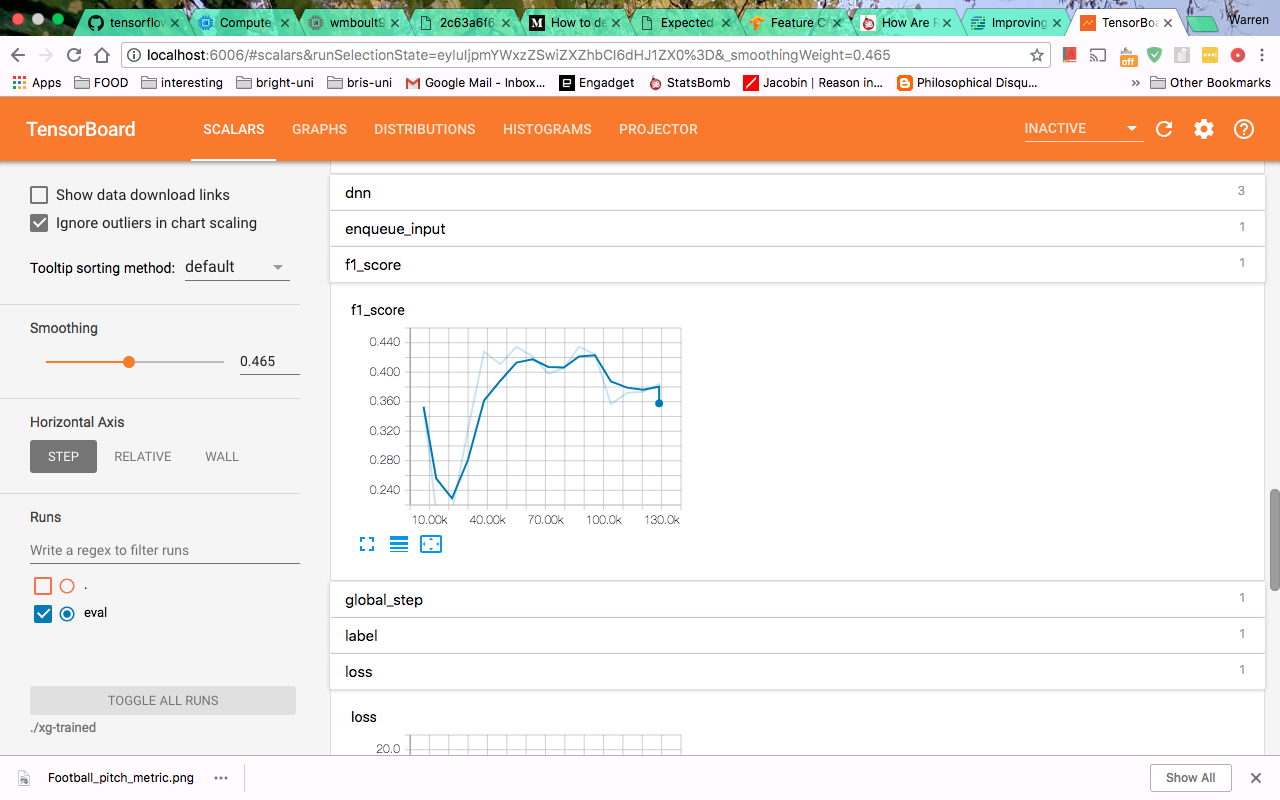 tensorflow
Compute
wmboult9
2c63a6f6
How to de
Expected
Feature C
How Are P
Improving
TensorBoa
Warren
localhost:6006/#scalars&runSelectionState=eyIuIjpmYWxzZSwiZXZhbCI6dHJ1ZX0%3D&_smoothingWeight=0.465
off
Apps FOOD interesting bright-uni bris-uni Google Mail - Inbox... Engadget StatsBomb Jacobin | Reason in... Philosophical Disqu... » Other Bookmarks
TensorBoard SCALARS GRAPHS DISTRIBUTIONS HISTOGRAMS PROJECTOR INACTIVE
Show data download links
Ignore outliers in chart scaling
Tooltip sorting method: default
Smoothing
0.465
Horizontal Axis
STEP RELATIVE WALL
Runs
Write a regex to filter runs
.
eval
TOGGLE ALL RUNS
./xg-trained
dnn 3
enqueue_input 1
f1_score 1
f1_score
0.440
0.400
0.360
0.320
0.280
0.240
10.00k 40.00k 70.00k 100.0k 130.0k
global_step 1
label 1
loss 1
loss
20.0
Football_pitch_metric.png
Show All